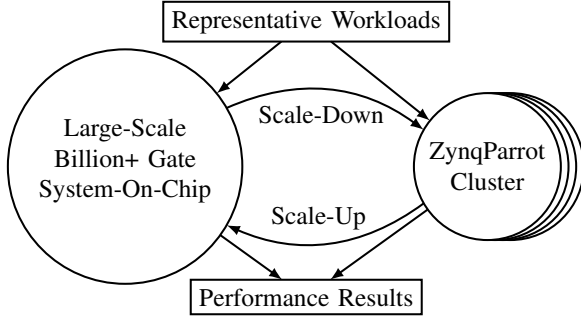 Representative Workloads
Large-Scale
Billion+ Gate
System-On-Chip
Scale-Down
ZynqParrot
Cluster
Scale-Up
Performance Results